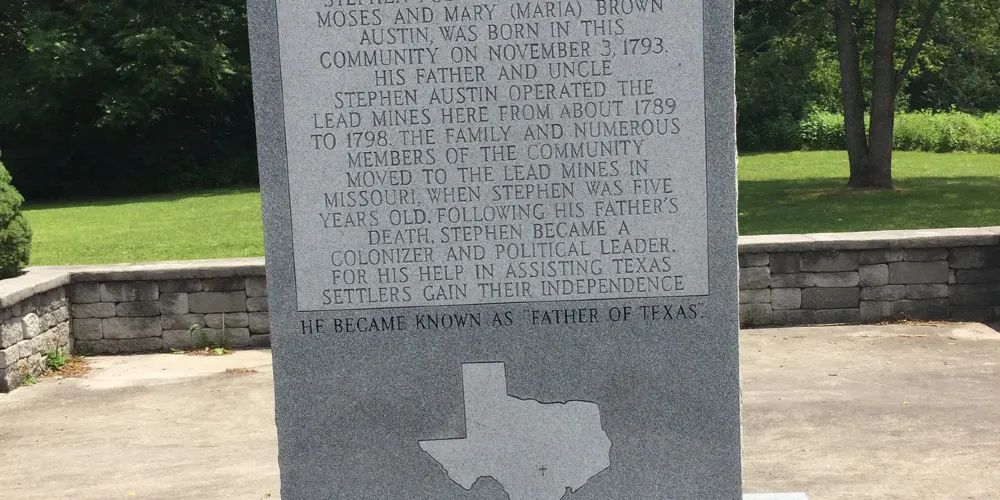 STEPHEN
MOSES AND MARY (MARIA) BROWN
AUSTIN, WAS BORN IN THIS
COMMUNITY ON NOVEMBER 3, 1793.
HIS FATHER AND UNCLE
STEPHEN AUSTIN OPERATED THE
LEAD MINES HERE FROM ABOUT 1789
TO 1798. THE FAMILY AND NUMEROUS
MEMBERS OF THE COMMUNITY
MOVED TO THE LEAD MINES IN
MISSOURI, WHEN STEPHEN WAS FIVE
YEARS OLD. FOLLOWING HIS FATHER'S
DEATH, STEPHEN BECAME A
COLONIZER AND POLITICAL LEADER.
FOR HIS HELP IN ASSISTING TEXAS
SETTLERS GAIN THEIR INDEPENDENCE
HE BECAME KNOWN AS "FATHER OF TEXAS".